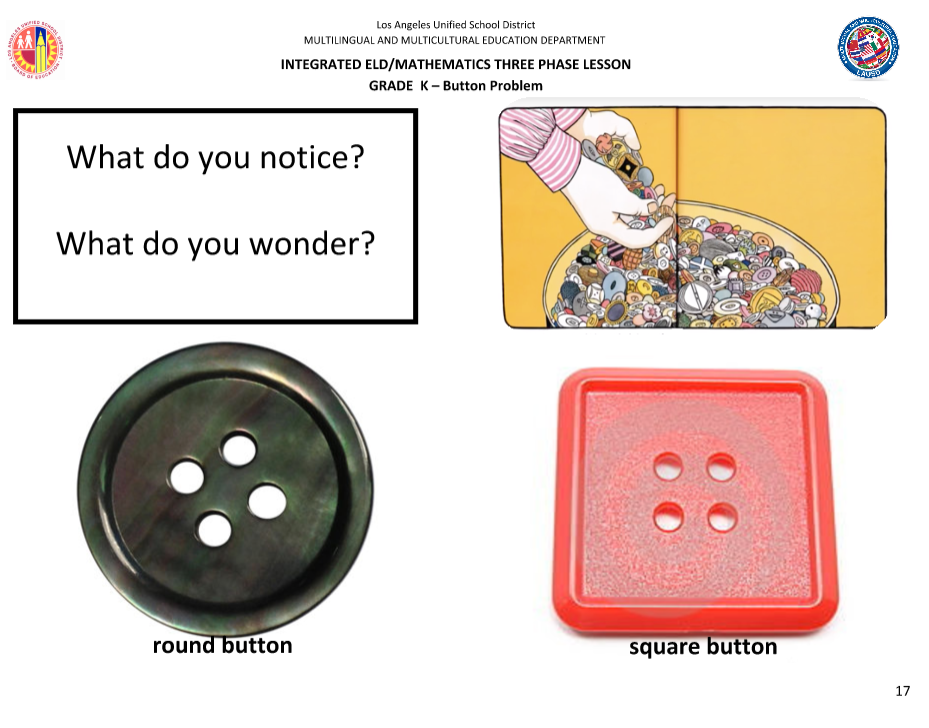 Los Angeles Unified School District
MULTILINGUAL AND MULTICULTURAL EDUCATION DEPARTMENT
INTEGRATED ELD/MATHEMATICS THREE PHASE LESSON
GRADE K – Button Problem
What do you notice?
What do you wonder?
round button
square button
LAUSD
17